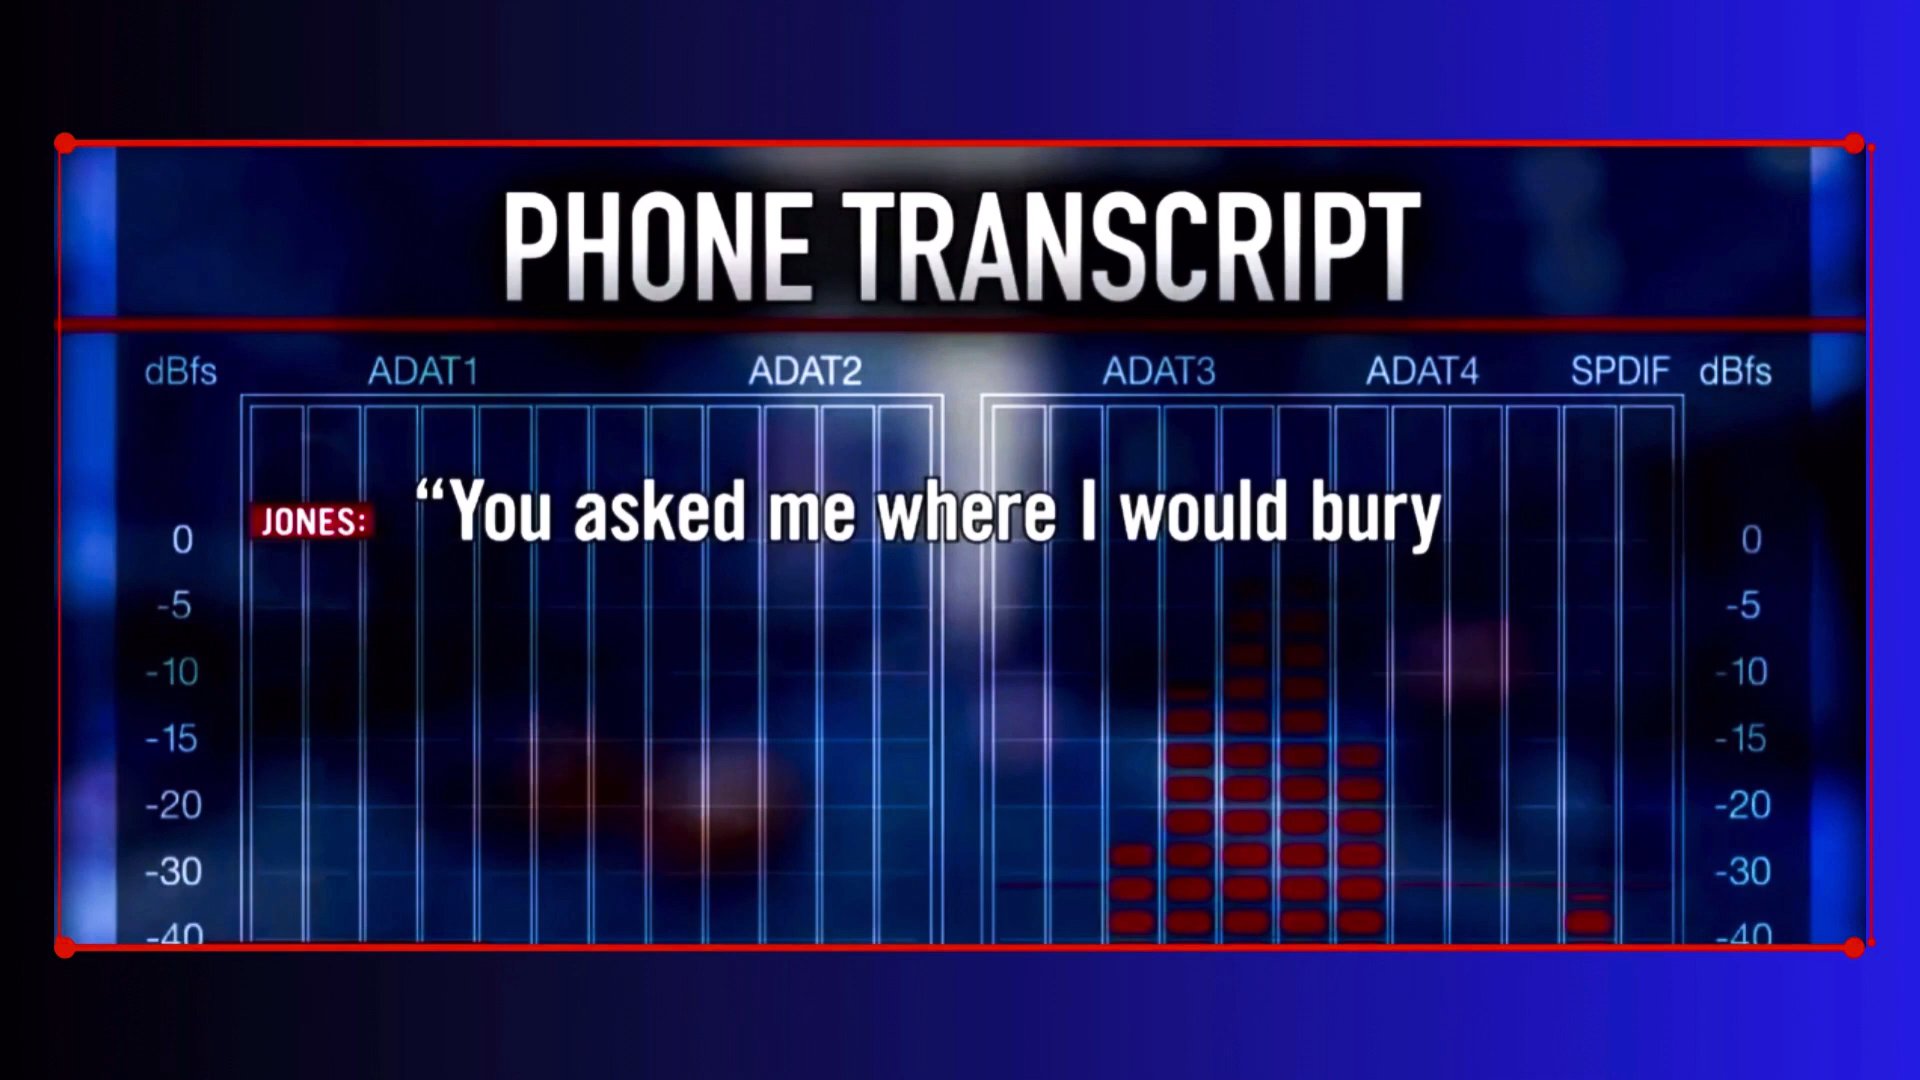 PHONE TRANSCRIPT
dBfs ADAT1 ADAT2 ADAT3 ADAT4 SPDIF dBfs
JONES: “You asked me where I would bury
0 0
-5 -5
-10 -10
-15 -15
-20 -20
-30 -30
-40 -40